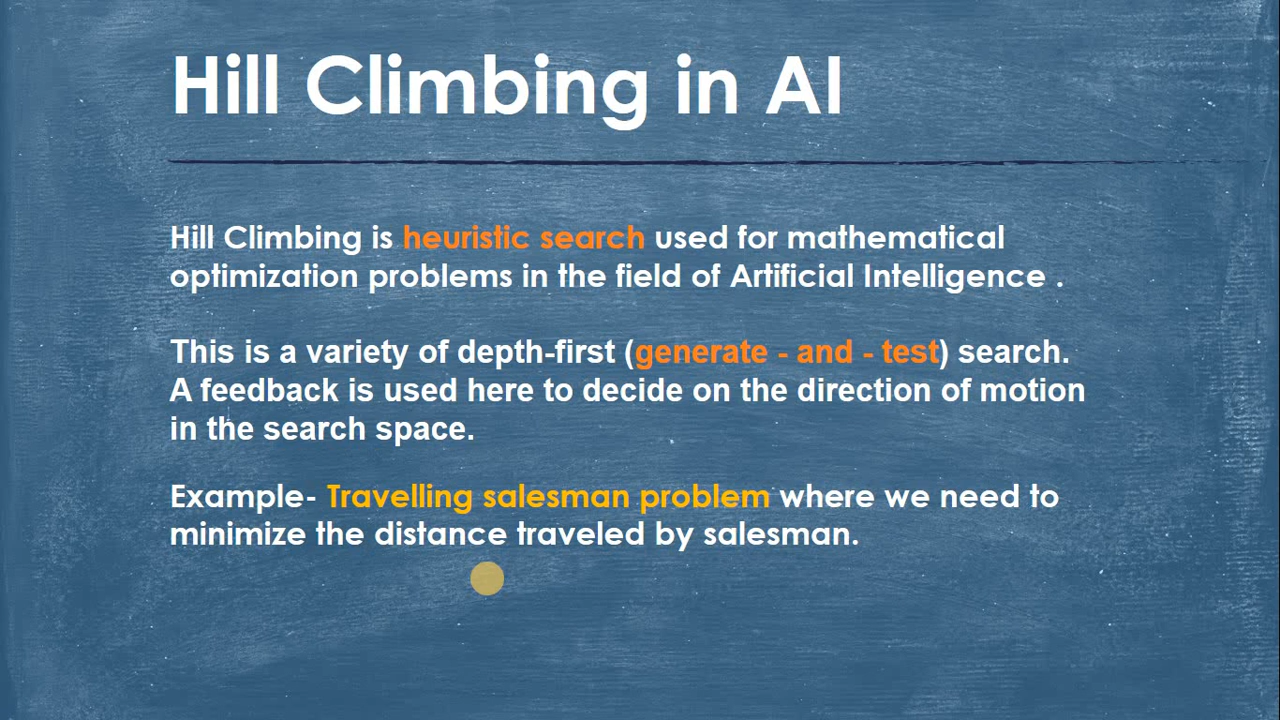 Hill Climbing in AI
Hill Climbing is heuristic search used for mathematical
optimization problems in the field of Artificial Intelligence .
This is a variety of depth-first (generate - and - test) search.
A feedback is used here to decide on the direction of motion
in the search space.
Example- Travelling salesman problem where we need to
minimize the distance traveled by salesman.